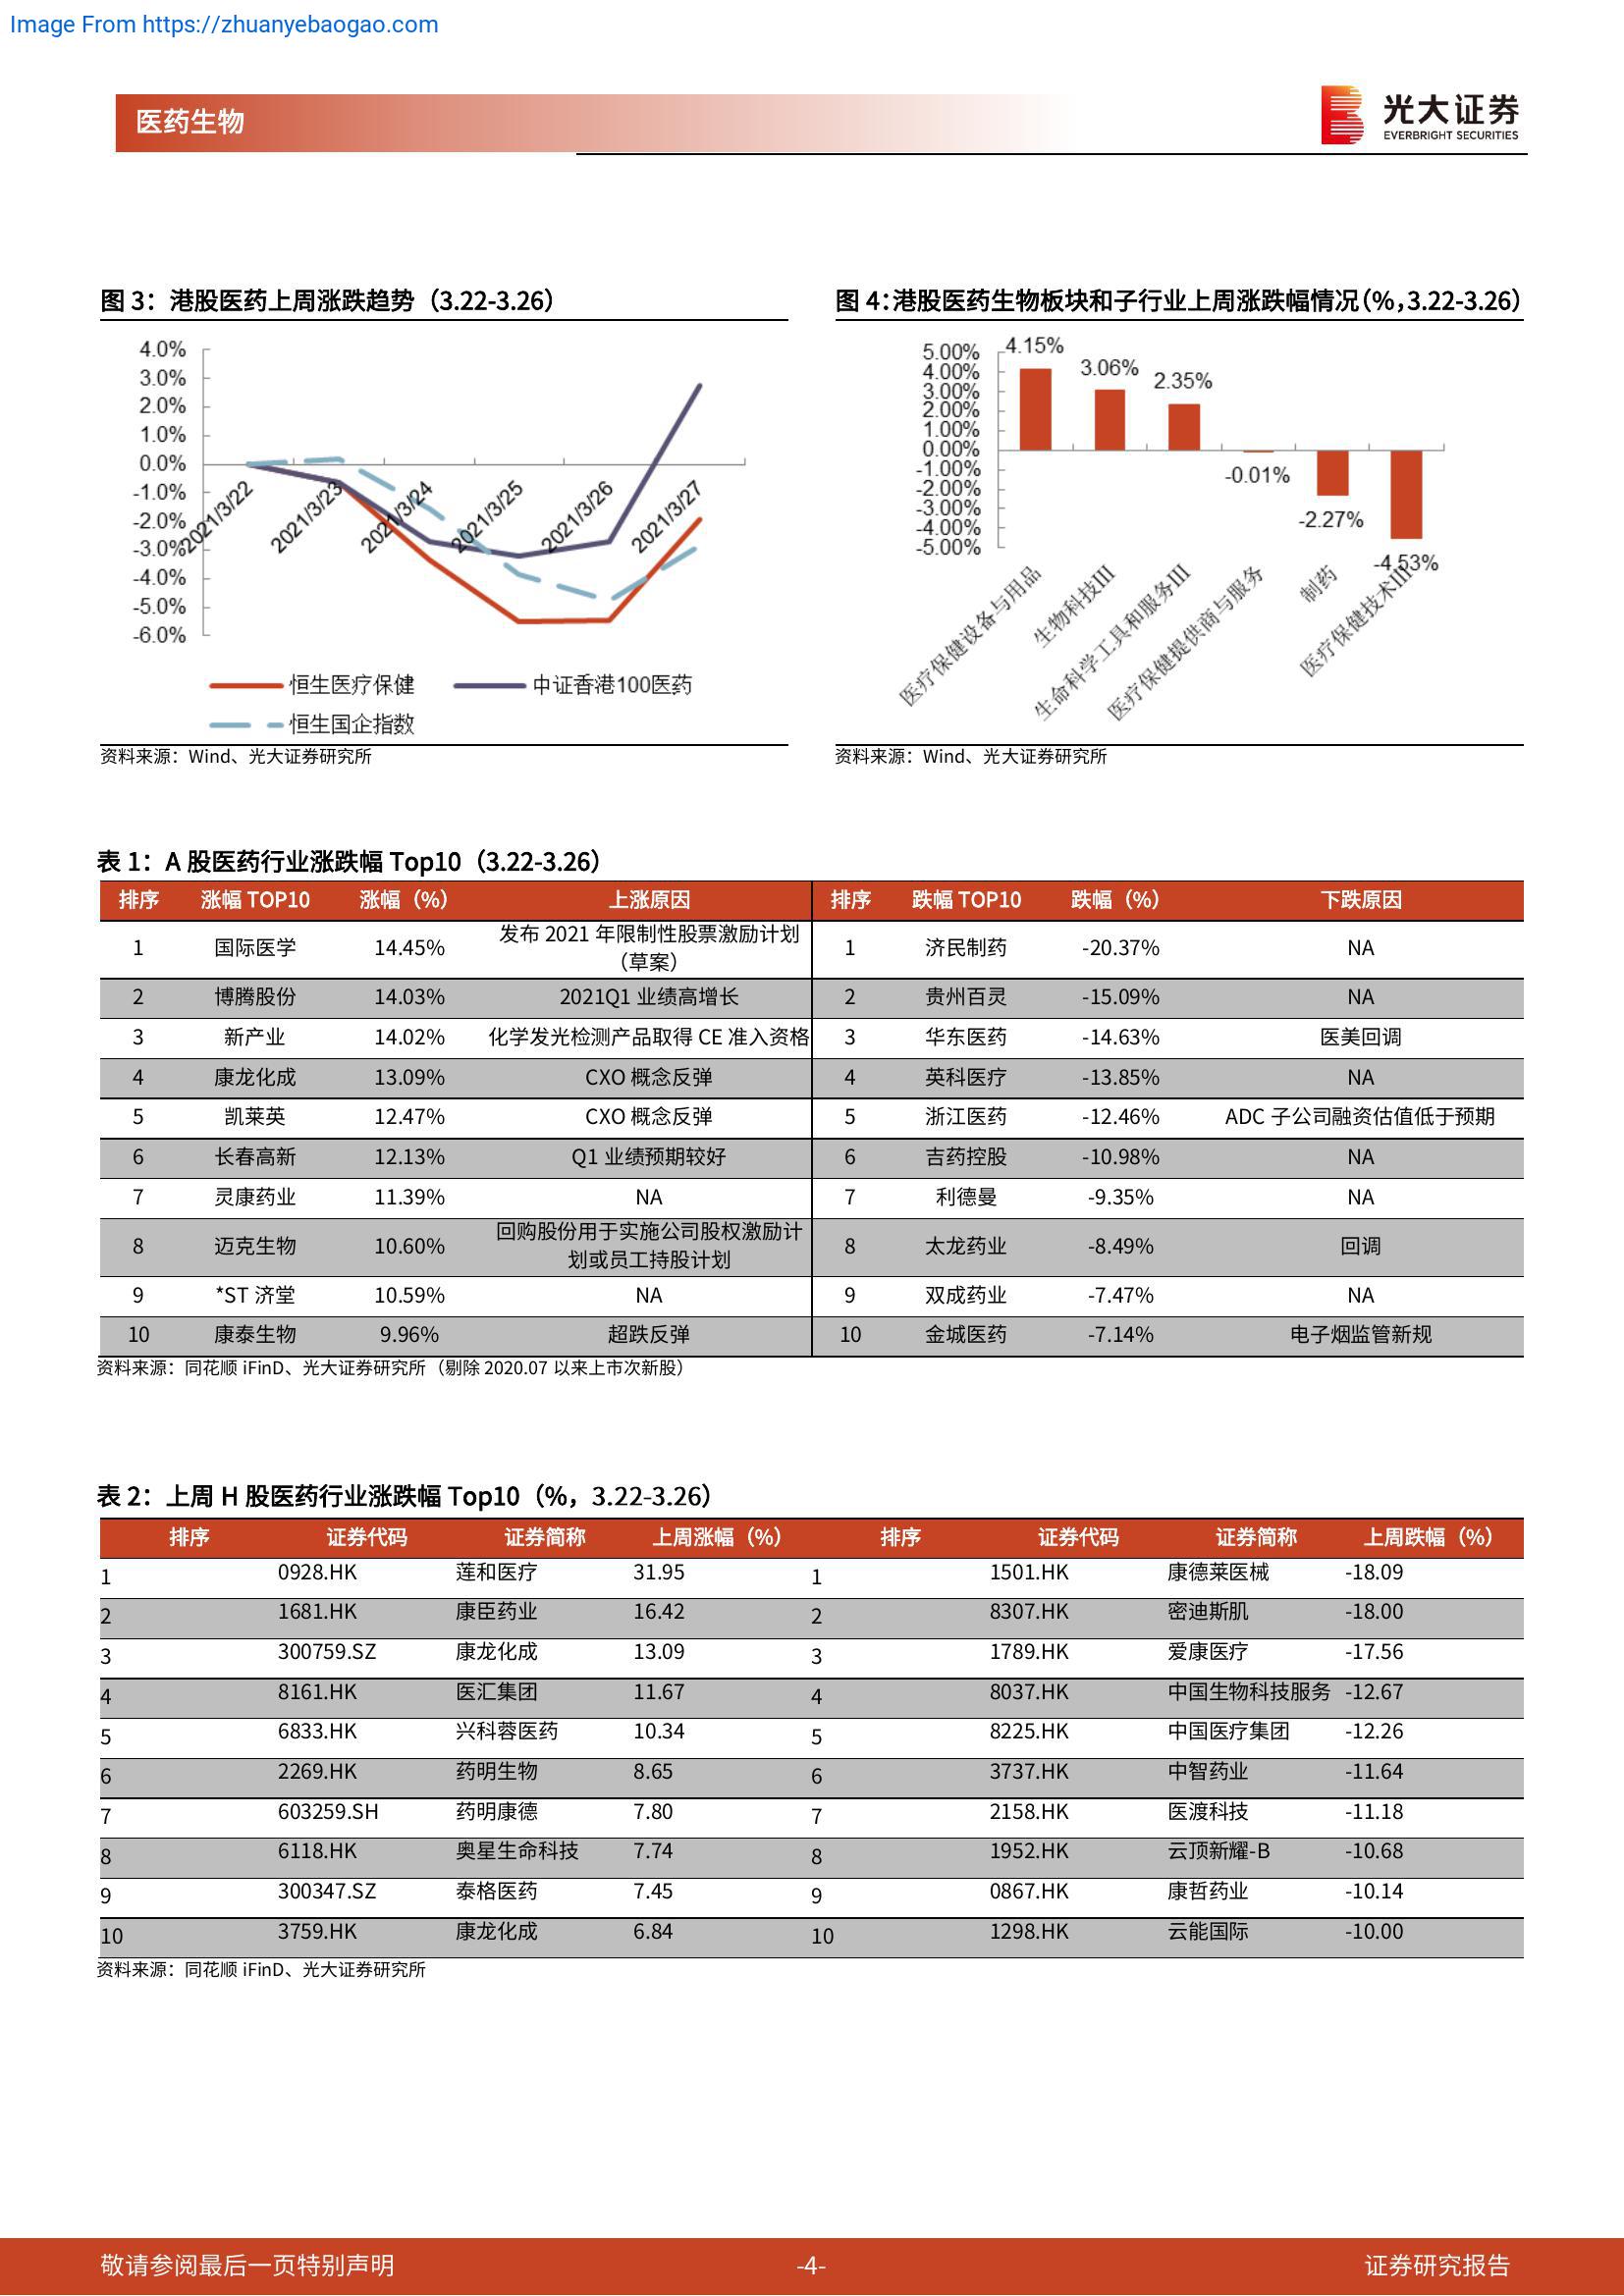 Image From https://zhuanyebaogao.com
医药生物
光大证券
EVERBRIGHT SECURITIES
图 3：港股医药上周涨跌趋势（3.22-3.26）
4.0%
3.0%
2.0%
1.0%
0.0%
-1.0%
-2.0%
-3.0%
-4.0%
-5.0%
-6.0%
2021/3/22
2021/3/23
2021/3/24
2021/3/25
2021/3/26
2021/3/27
恒生医疗保健
中证香港100医药
恒生国企指数
资料来源：Wind、光大证券研究所
图 4：港股医药生物板块和子行业上周涨跌幅情况（%，3.22-3.26）
5.00%
4.00%
3.00%
2.00%
1.00%
0.00%
-1.00%
-2.00%
-3.00%
-4.00%
-5.00%
4.15%
3.06%
2.35%
-0.01%
-2.27%
-4.53%
医疗保健设备与用品
生物科技III
生命科学工具和服务III
医疗保健提供商与服务
制药
医疗保健技术III
资料来源：Wind、光大证券研究所
表 1：A 股医药行业涨跌幅 Top10（3.22-3.26）
排序 涨幅 TOP10 涨幅（%） 上涨原因 排序 跌幅 TOP10 跌幅（%） 下跌原因
1 国际医学 14.45% 发布 2021 年限制性股票激励计划 1 济民制药 -20.37% NA
（草案）
2 博腾股份 14.03% 2021Q1 业绩高增长 2 贵州百灵 -15.09% NA
3 新产业 14.02% 化学发光检测产品取得 CE 准入资格 3 华东医药 -14.63% 医美回调
4 康龙化成 13.09% CXO 概念反弹 4 英科医疗 -13.85% NA
5 凯莱英 12.47% CXO 概念反弹 5 浙江医药 -12.46% ADC 子公司融资估值低于预期
6 长春高新 12.13% Q1 业绩预期较好 6 吉药控股 -10.98% NA
7 灵康药业 11.39% NA 7 利德曼 -9.35% NA
8 迈克生物 10.60% 回购股份用于实施公司股权激励计 8 太龙药业 -8.49% 回调
划或员工持股计划
9 *ST 济堂 10.59% NA 9 双成药业 -7.47% NA
10 康泰生物 9.96% 超跌反弹 10 金城医药 -7.14% 电子烟监管新规
资料来源：同花顺 iFinD、光大证券研究所（剔除 2020.07 以来上市次新股）
表 2：上周 H 股医药行业涨跌幅 Top10（%，3.22-3.26）
排序 证券代码 证券简称 上周涨幅（%） 排序 证券代码 证券简称 上周跌幅（%）
1 0928.HK 莲和医疗 31.95 1 1501.HK 康德莱医械 -18.09
2 1681.HK 康臣药业 16.42 2 8307.HK 密迪斯肌 -18.00
3 300759.SZ 康龙化成 13.09 3 1789.HK 爱康医疗 -17.56
4 8161.HK 医汇集团 11.67 4 8037.HK 中国生物科技服务 -12.67
5 6833.HK 兴科蓉医药 10.34 5 8225.HK 中国医疗集团 -12.26
6 2269.HK 药明生物 8.65 6 3737.HK 中智药业 -11.64
7 603259.SH 药明康德 7.80 7 2158.HK 医渡科技 -11.18
8 6118.HK 奥星生命科技 7.74 8 1952.HK 云顶新耀-B -10.68
9 300347.SZ 泰格医药 7.45 9 0867.HK 康哲药业 -10.14
10 3759.HK 康龙化成 6.84 10 1298.HK 云能国际 -10.00
资料来源：同花顺 iFinD、光大证券研究所
敬请参阅最后一页特别声明
-4-
证券研究报告